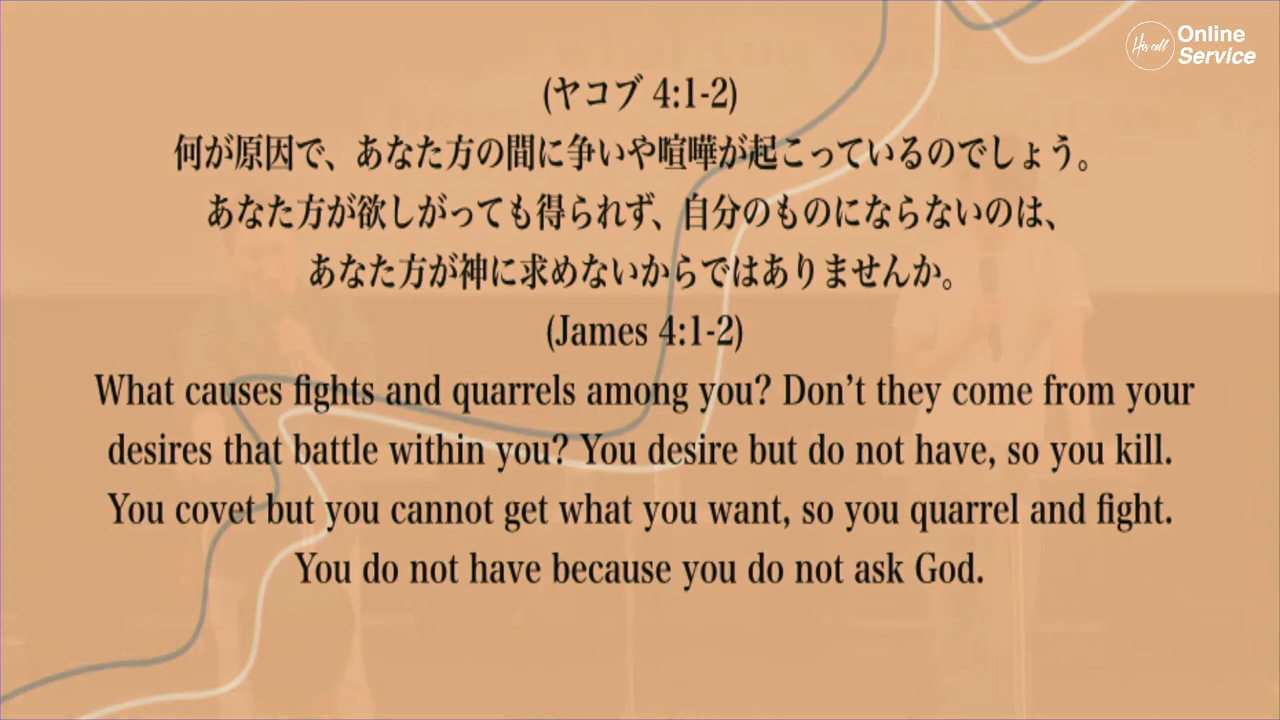 His call
Online
Service
(ヤコブ 4:1-2)
何が原因で、あなた方の間に争いや喧嘩が起こっているのでしょう。
あなた方が欲しがっても得られず、自分のものにならないのは、
あなた方が神に求めないからではありませんか。
(James 4:1-2)
What causes fights and quarrels among you? Don’t they come from your
desires that battle within you? You desire but do not have, so you kill.
You covet but you cannot get what you want, so you quarrel and fight.
You do not have because you do not ask God.